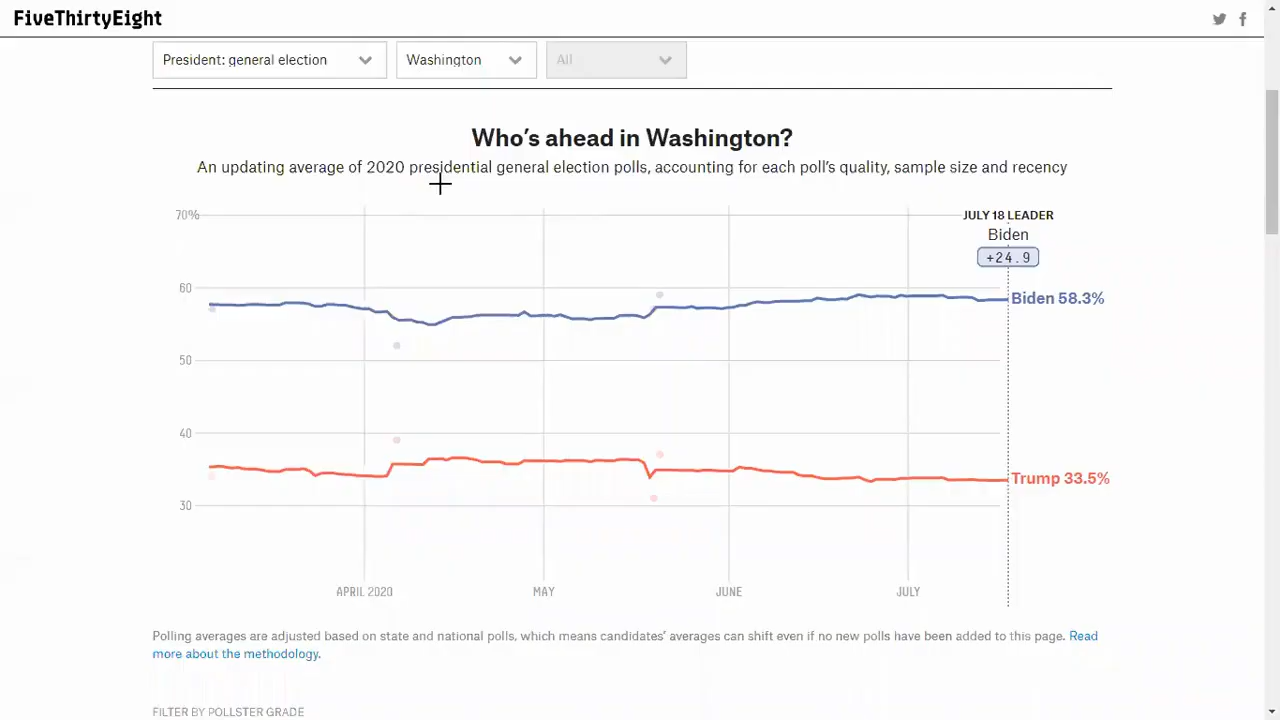 FiveThirtyEight
President: general election Washington All
Who's ahead in Washington?
An updating average of 2020 presidential general election polls, accounting for each poll's quality, sample size and recency
70%
JULY 18 LEADER
Biden
+24.9
60
Biden 58.3%
50
40
Trump 33.5%
30
APRIL 2020 MAY JUNE JULY
Polling averages are adjusted based on state and national polls, which means candidates' averages can shift even if no new polls have been added to this page. Read
more about the methodology.
FILTER BY POLLSTER GRADE